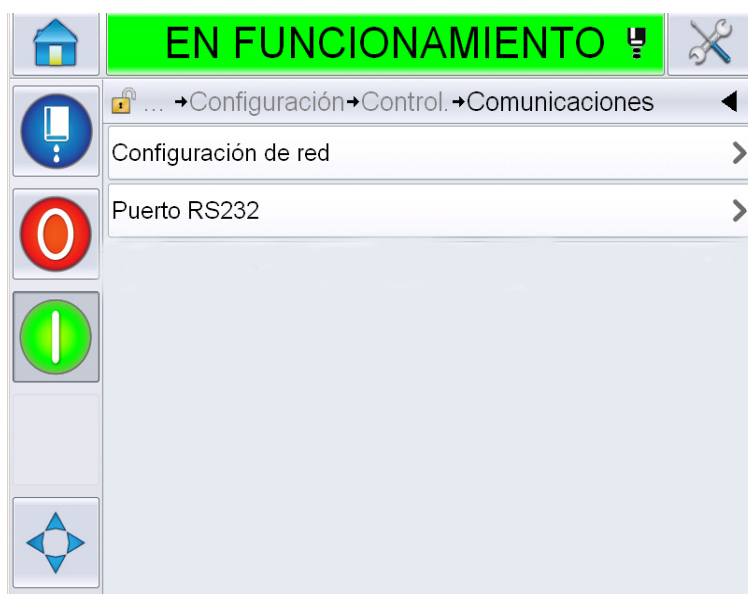 EN FUNCIONAMIENTO
... →Configuración→Control.→Comunicaciones
Configuración de red
Puerto RS232